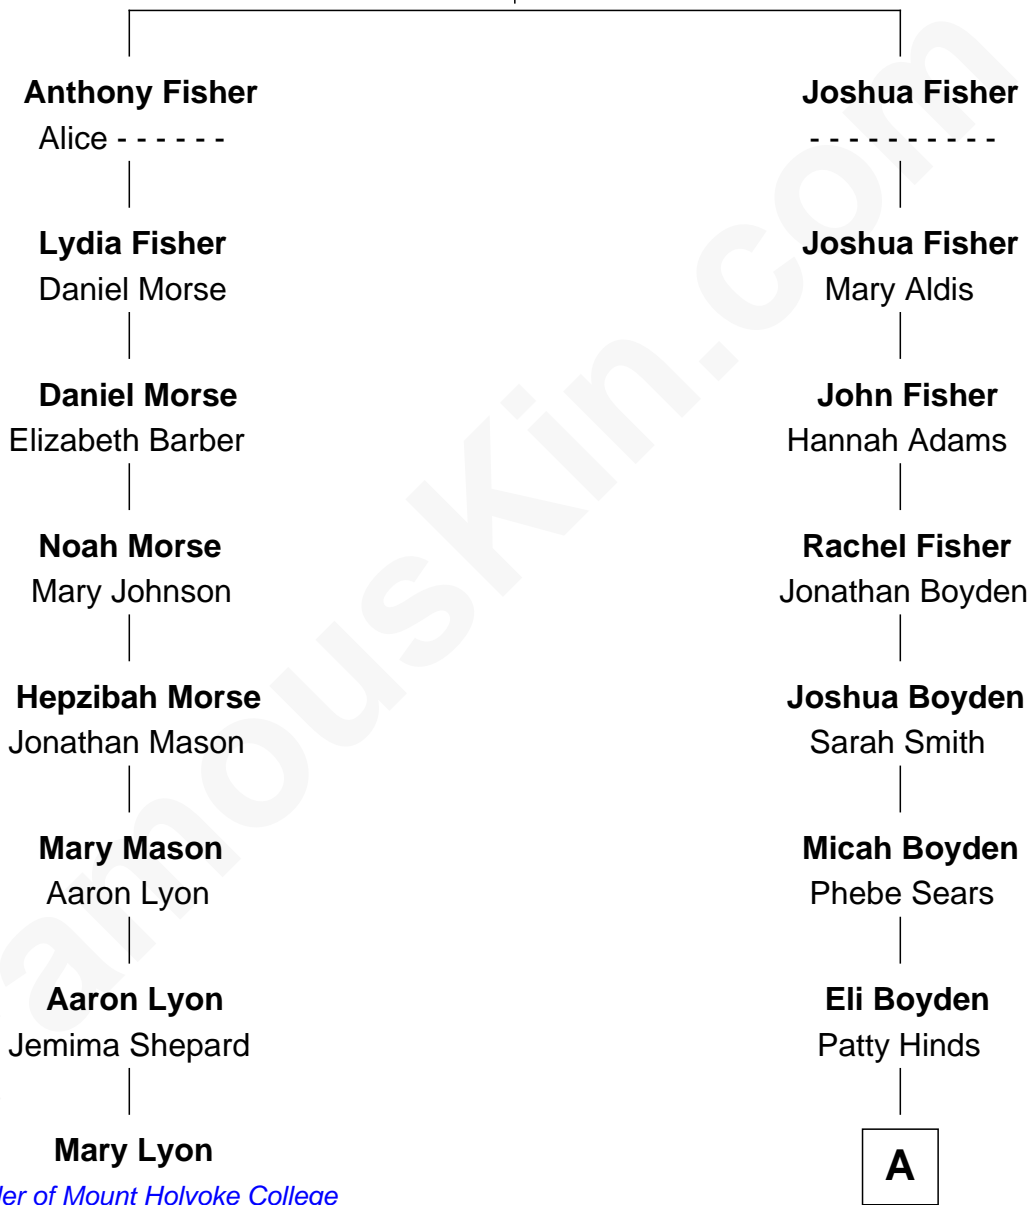 Anthony Fisher
Alice - - - - - -
Joshua Fisher
- - - - - - - - - -
Lydia Fisher
Daniel Morse
Joshua Fisher
Mary Aldis
Daniel Morse
Elizabeth Barber
John Fisher
Hannah Adams
Noah Morse
Mary Johnson
Rachel Fisher
Jonathan Boyden
Hepzibah Morse
Jonathan Mason
Joshua Boyden
Sarah Smith
Mary Mason
Aaron Lyon
Micah Boyden
Phebe Sears
Aaron Lyon
Jemima Shepard
Eli Boyden
Patty Hinds
Mary Lyon
of Mount Holyoke College
A
amouskin.com